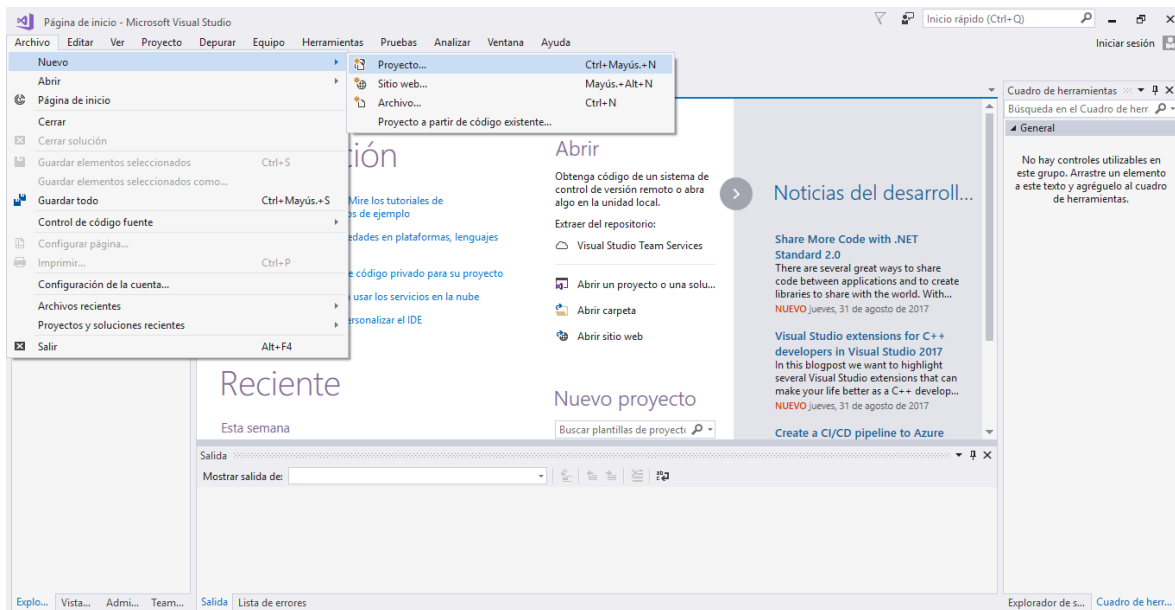 Página de inicio - Microsoft Visual Studio
Inicio rápido (Ctrl+Q)
Archivo Editar Ver Proyecto Depurar Equipo Herramientas Pruebas Analizar Ventana Ayuda
Iniciar sesión
Nuevo
Abrir
Página de inicio
Cerrar
Cerrar solución
Guardar elementos seleccionados Ctrl+S
Guardar elementos seleccionados como...
Guardar todo Ctrl+Mayús.+S
Control de código fuente
Configurar página...
Imprimir... Ctrl+P
Configuración de la cuenta...
Archivos recientes
Proyectos y soluciones recientes
Salir Alt+F4
Proyecto... Ctrl+Mayús.+N
Sitio web... Mayús.+Alt+N
Archivo... Ctrl+N
Proyecto a partir de código existente...
ión
Mire los tutoriales de
os de ejemplo
edades en plataformas, lenguajes
e código privado para su proyecto
usar los servicios en la nube
ersonalizar el IDE
Reciente
Esta semana
Abrir
Obtenga código de un sistema de
control de versión remoto o abra
algo en la unidad local.
Extraer del repositorio:
Visual Studio Team Services
Abrir un proyecto o una solu...
Abrir carpeta
Abrir sitio web
Nuevo proyecto
Buscar plantillas de proyect
Noticias del desarroll...
Share More Code with .NET
Standard 2.0
There are several great ways to share
code between applications and to create
libraries to share with the world. With...
NUEVO jueves, 31 de agosto de 2017
Visual Studio extensions for C++
developers in Visual Studio 2017
In this blogpost we want to highlight
several Visual Studio extensions that can
make your life better as a C++ develop...
NUEVO jueves, 31 de agosto de 2017
Create a CI/CD pipeline to Azure
Cuadro de herramientas
Búsqueda en el Cuadro de herr
General
No hay controles utilizables en
este grupo. Arrastre un elemento
a este texto y agréguelo al cuadro
de herramientas.
Salida
Mostrar salida de:
Explo... Vista... Admi... Team...
Salida Lista de errores
Explorador de s... Cuadro de herr...